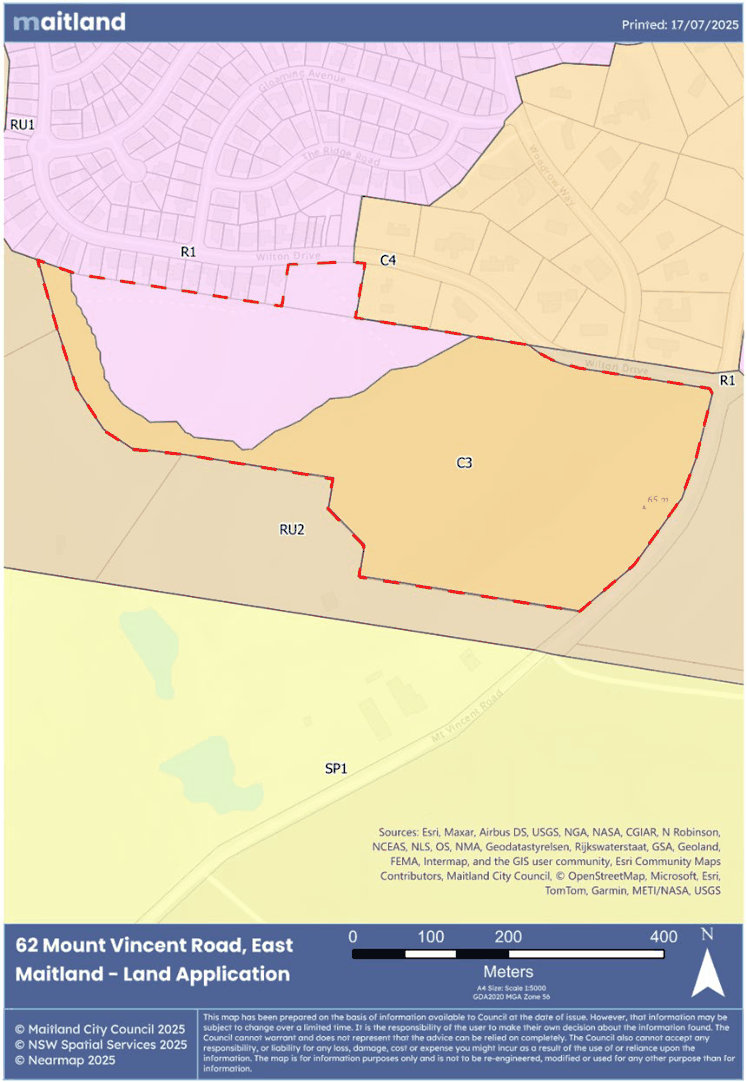 maitland
Printed: 17/07/2025
RU1
Gloaming Avenue
The Ridge Road
Woodlow Way
R1
Wilton Drive
C4
Wilton Drive
R1
C3
65 m
RU2
Mt Vincent Road
SP1
Sources: Esri, Maxar, Airbus DS, USGS, NGA, NASA, CGIAR, N Robinson,
NCEAS, NLS, OS, NMA, Geodatastyrelsen, Rijkswaterstaat, GSA, Geoland,
FEMA, Intermap, and the GIS user community, Esri Community Maps
Contributors, Maitland City Council, © OpenStreetMap, Microsoft, Esri,
TomTom, Garmin, METI/NASA, USGS
62 Mount Vincent Road, East
Maitland - Land Application
0 100 200 400
Meters
A4 Size: Scale 1:5000
GDA2020 MGA Zone 56
N
© Maitland City Council 2025
© NSW Spatial Services 2025
© Nearmap 2025
This map has been prepared on the basis of information available to Council at the date of issue. However, that information may be
subject to change over a limited time. It is the responsibility of the user to make their own decision about the information found. The
Council cannot warrant and does not represent that the advice can be relied on completely. The Council also cannot accept any
responsibility, or liability for any loss, damage, cost or expense you might incur as a result of the use of or reliance upon the
information. The map is for information purposes only and is not to be re-engineered, modified or used for any other purpose than for
information.